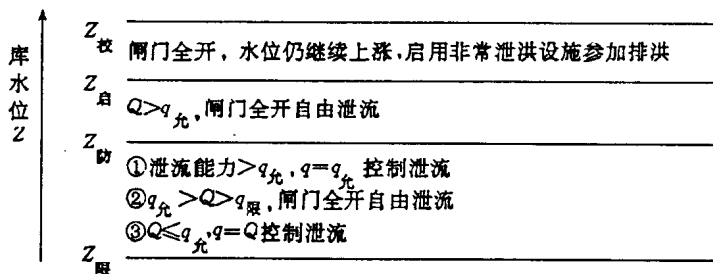 库水位Z
Z校
闸门全开，水位仍继续上涨，启用非常泄洪设施参加排洪
Z启
Q>q允，闸门全开自由泄流
Z防
①泄流能力>q允，q=q允 控制泄流
②q允>Q>q限，闸门全开自由泄流
③Q≤q允，q=Q控制泄流
Z限